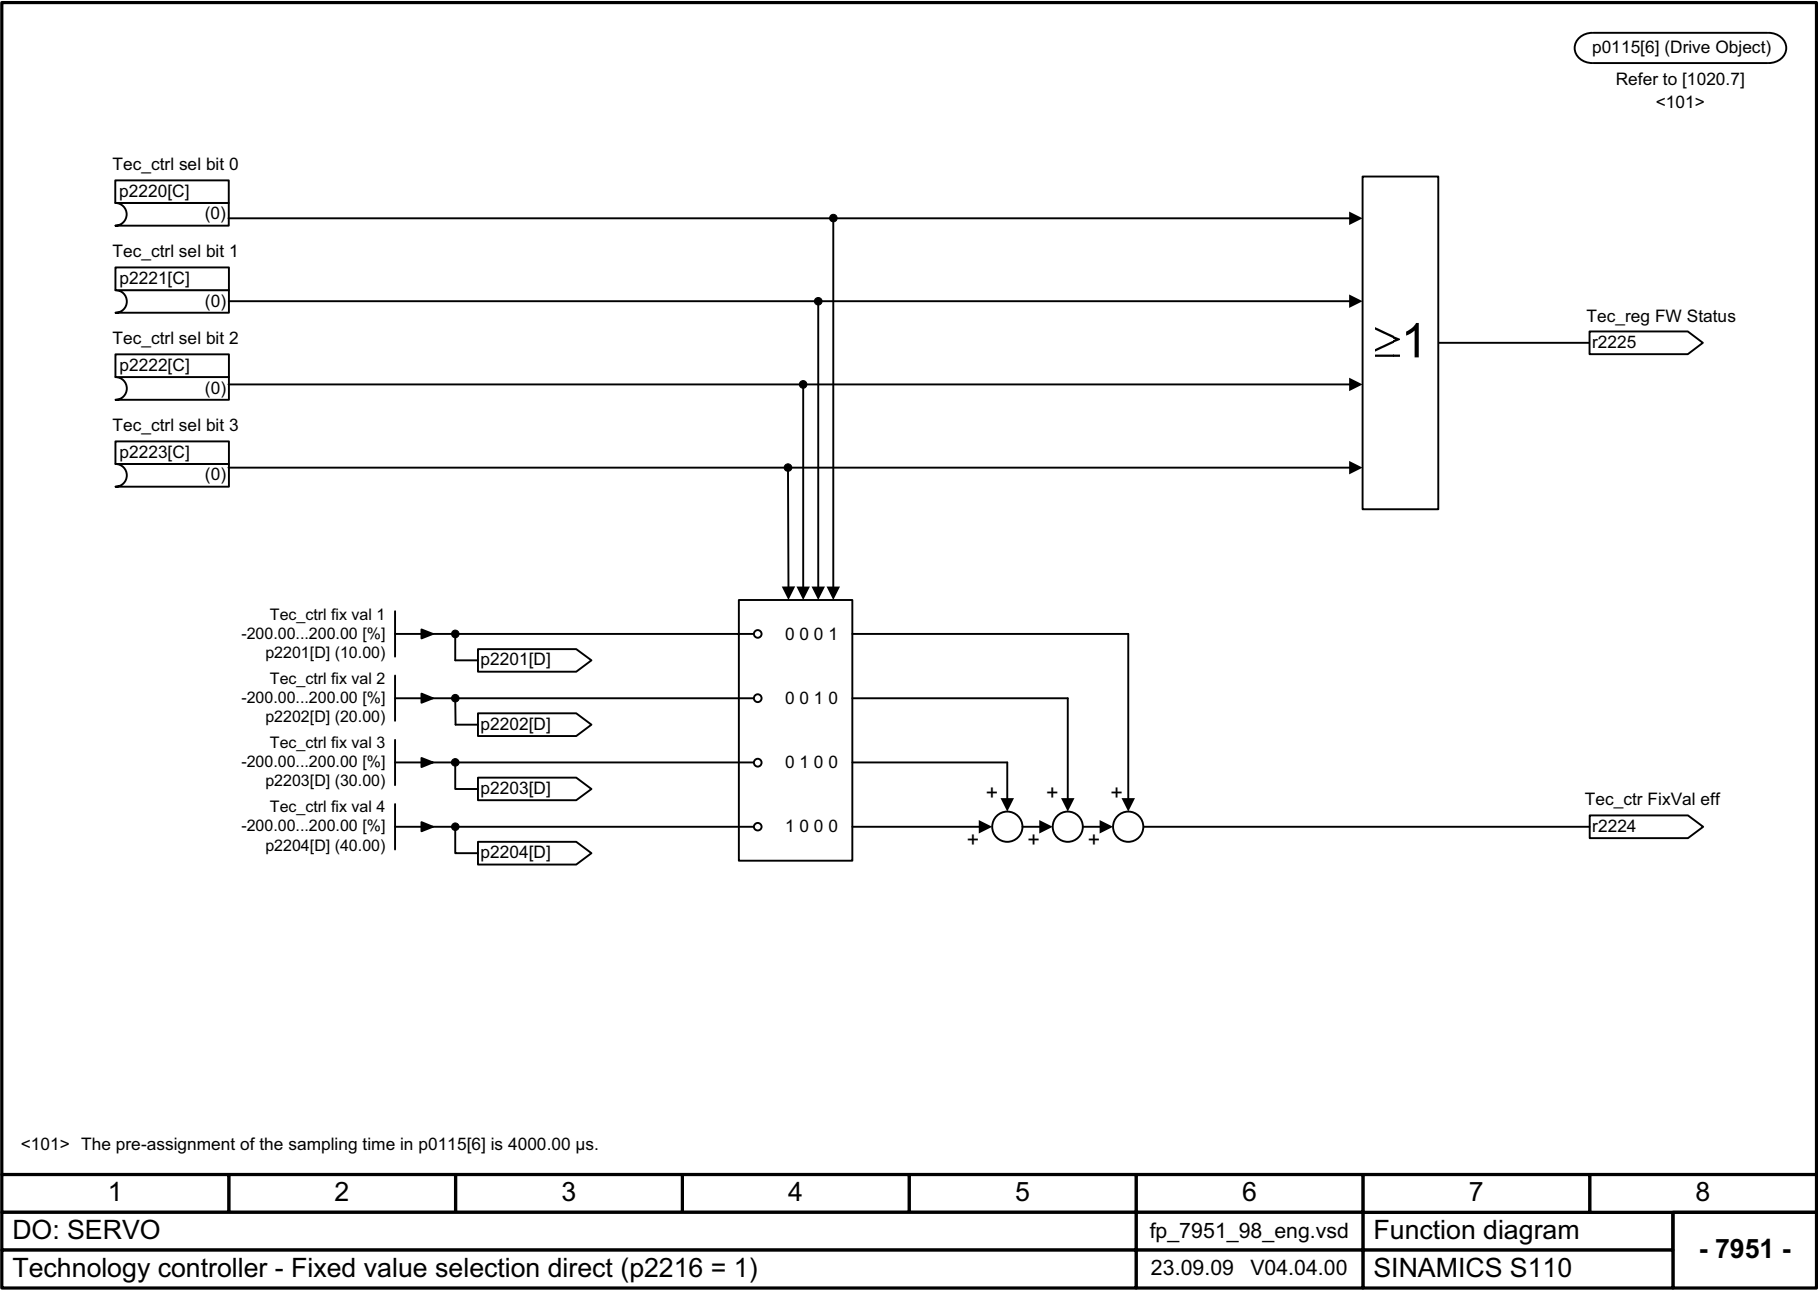 p0115[6] (Drive Object)
Refer to [1020.7]
<101>
Tec_ctrl sel bit 0
p2220[C]
(0)
Tec_ctrl sel bit 1
p2221[C]
(0)
Tec_ctrl sel bit 2
p2222[C]
(0)
Tec_ctrl sel bit 3
p2223[C]
(0)
≥1
Tec_reg FW Status
r2225
Tec_ctrl fix val 1
-200.00...200.00 [%]
p2201[D] (10.00)
p2201[D]
0 0 0 1
Tec_ctrl fix val 2
-200.00...200.00 [%]
p2202[D] (20.00)
p2202[D]
0 0 1 0
Tec_ctrl fix val 3
-200.00...200.00 [%]
p2203[D] (30.00)
p2203[D]
0 1 0 0
Tec_ctrl fix val 4
-200.00...200.00 [%]
p2204[D] (40.00)
p2204[D]
1 0 0 0
+ + +
+ + +
Tec_ctr FixVal eff
r2224
<101> The pre-assignment of the sampling time in p0115[6] is 4000.00 µs.
1 2 3 4 5 6 7 8
DO: SERVO
fp_7951_98_eng.vsd
Function diagram
- 7951 -
Technology controller - Fixed value selection direct (p2216 = 1)
23.09.09 V04.04.00
SINAMICS S110